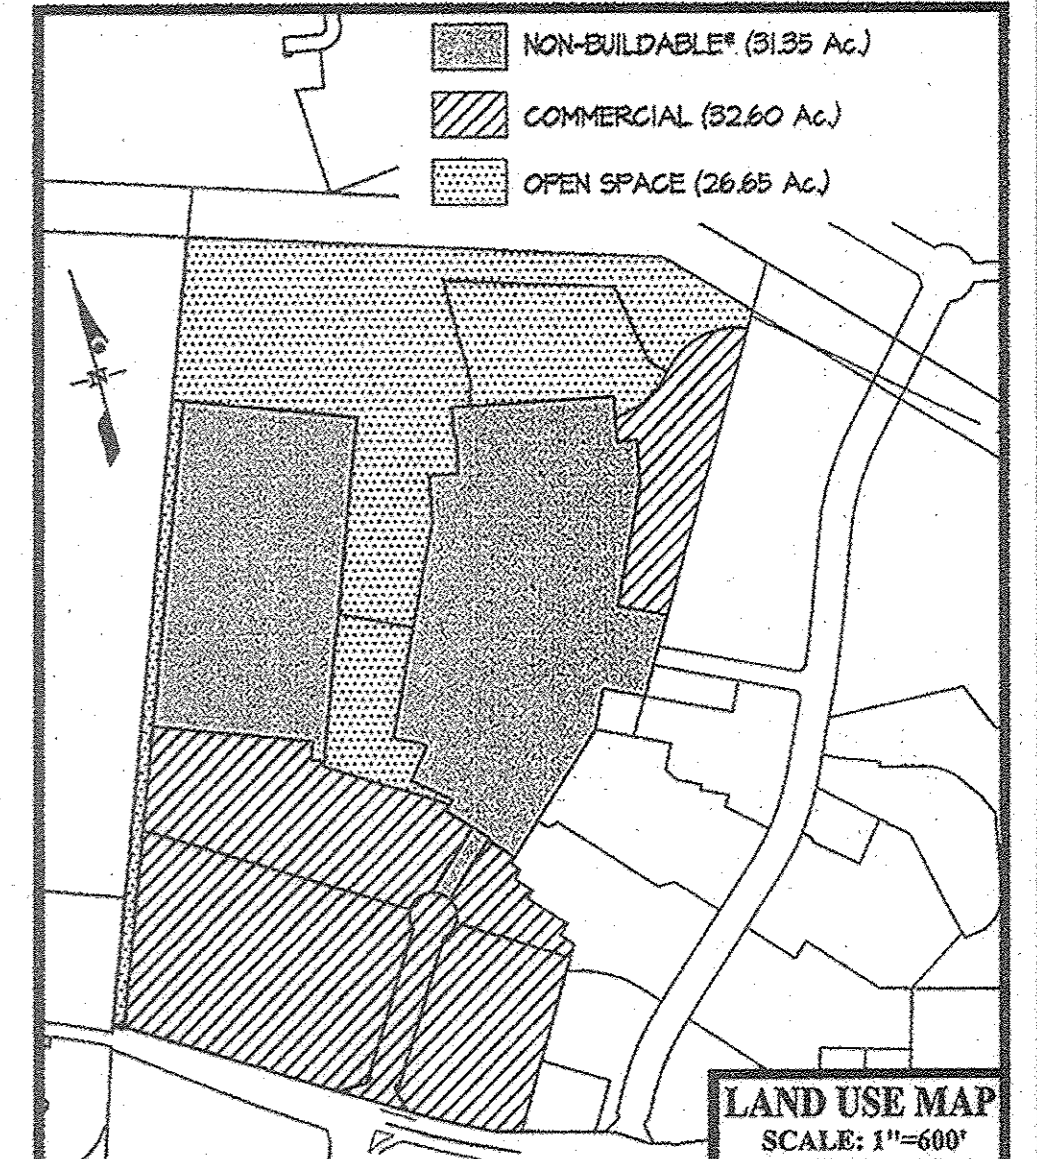 NON-BUILDABLE* (31.35 Ac.)
COMMERCIAL (32.60 Ac.)
OPEN SPACE (26.65 Ac.)
LAND USE MAP
SCALE: 1"=600'